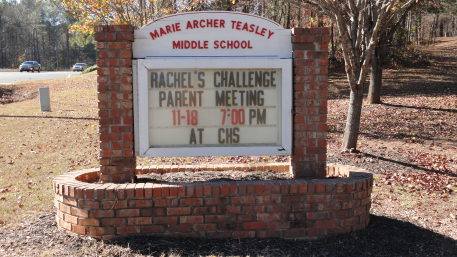 MARIE ARCHER TEASLEY
MIDDLE SCHOOL
RACHEL'S CHALLENGE
PARENT MEETING
11-18 7:00 PM
AT CHS